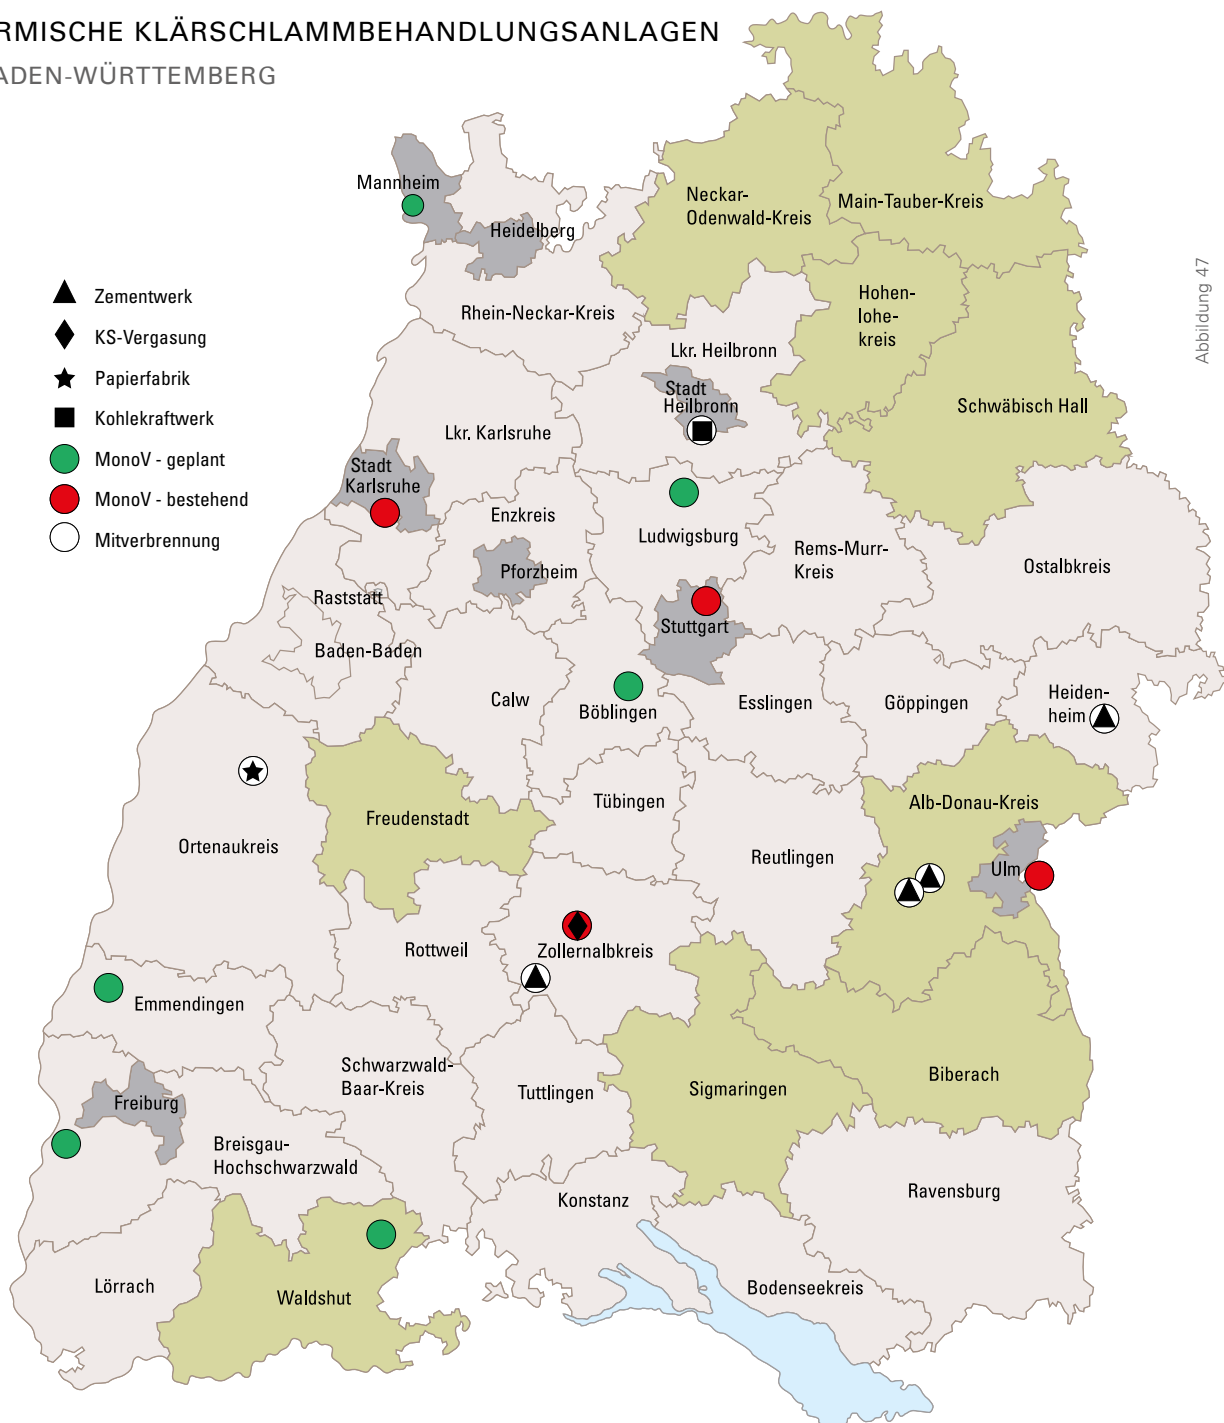 RMISCHE KLÄRSCHLAMMBEHANDLUNGSANLAGEN
ADEN-WÜRTTEMBERG
Abbildung 47
Zementwerk
KS-Vergasung
Papierfabrik
Kohlekraftwerk
MonoV - geplant
MonoV - bestehend
Mitverbrennung
Mannheim
Heidelberg
Neckar-
Odenwald-Kreis
Main-Tauber-Kreis
Rhein-Neckar-Kreis
Hohen-
lohe-
kreis
Lkr. Heilbronn
Stadt
Heilbronn
Schwäbisch Hall
Lkr. Karlsruhe
Stadt
Karlsruhe
Enzkreis
Pforzheim
Ludwigsburg
Rems-Murr-
Kreis
Ostalbkreis
Raststatt
Baden-Baden
Stuttgart
Calw
Böblingen
Esslingen
Göppingen
Heiden-
heim
Freudenstadt
Tübingen
Alb-Donau-Kreis
Ortenaukreis
Reutlingen
Ulm
Rottweil
Zollernalbkreis
Emmendingen
Schwarzwald-
Baar-Kreis
Tuttlingen
Sigmaringen
Biberach
Freiburg
Breisgau-
Hochschwarzwald
Konstanz
Ravensburg
Lörrach
Waldshut
Bodenseekreis